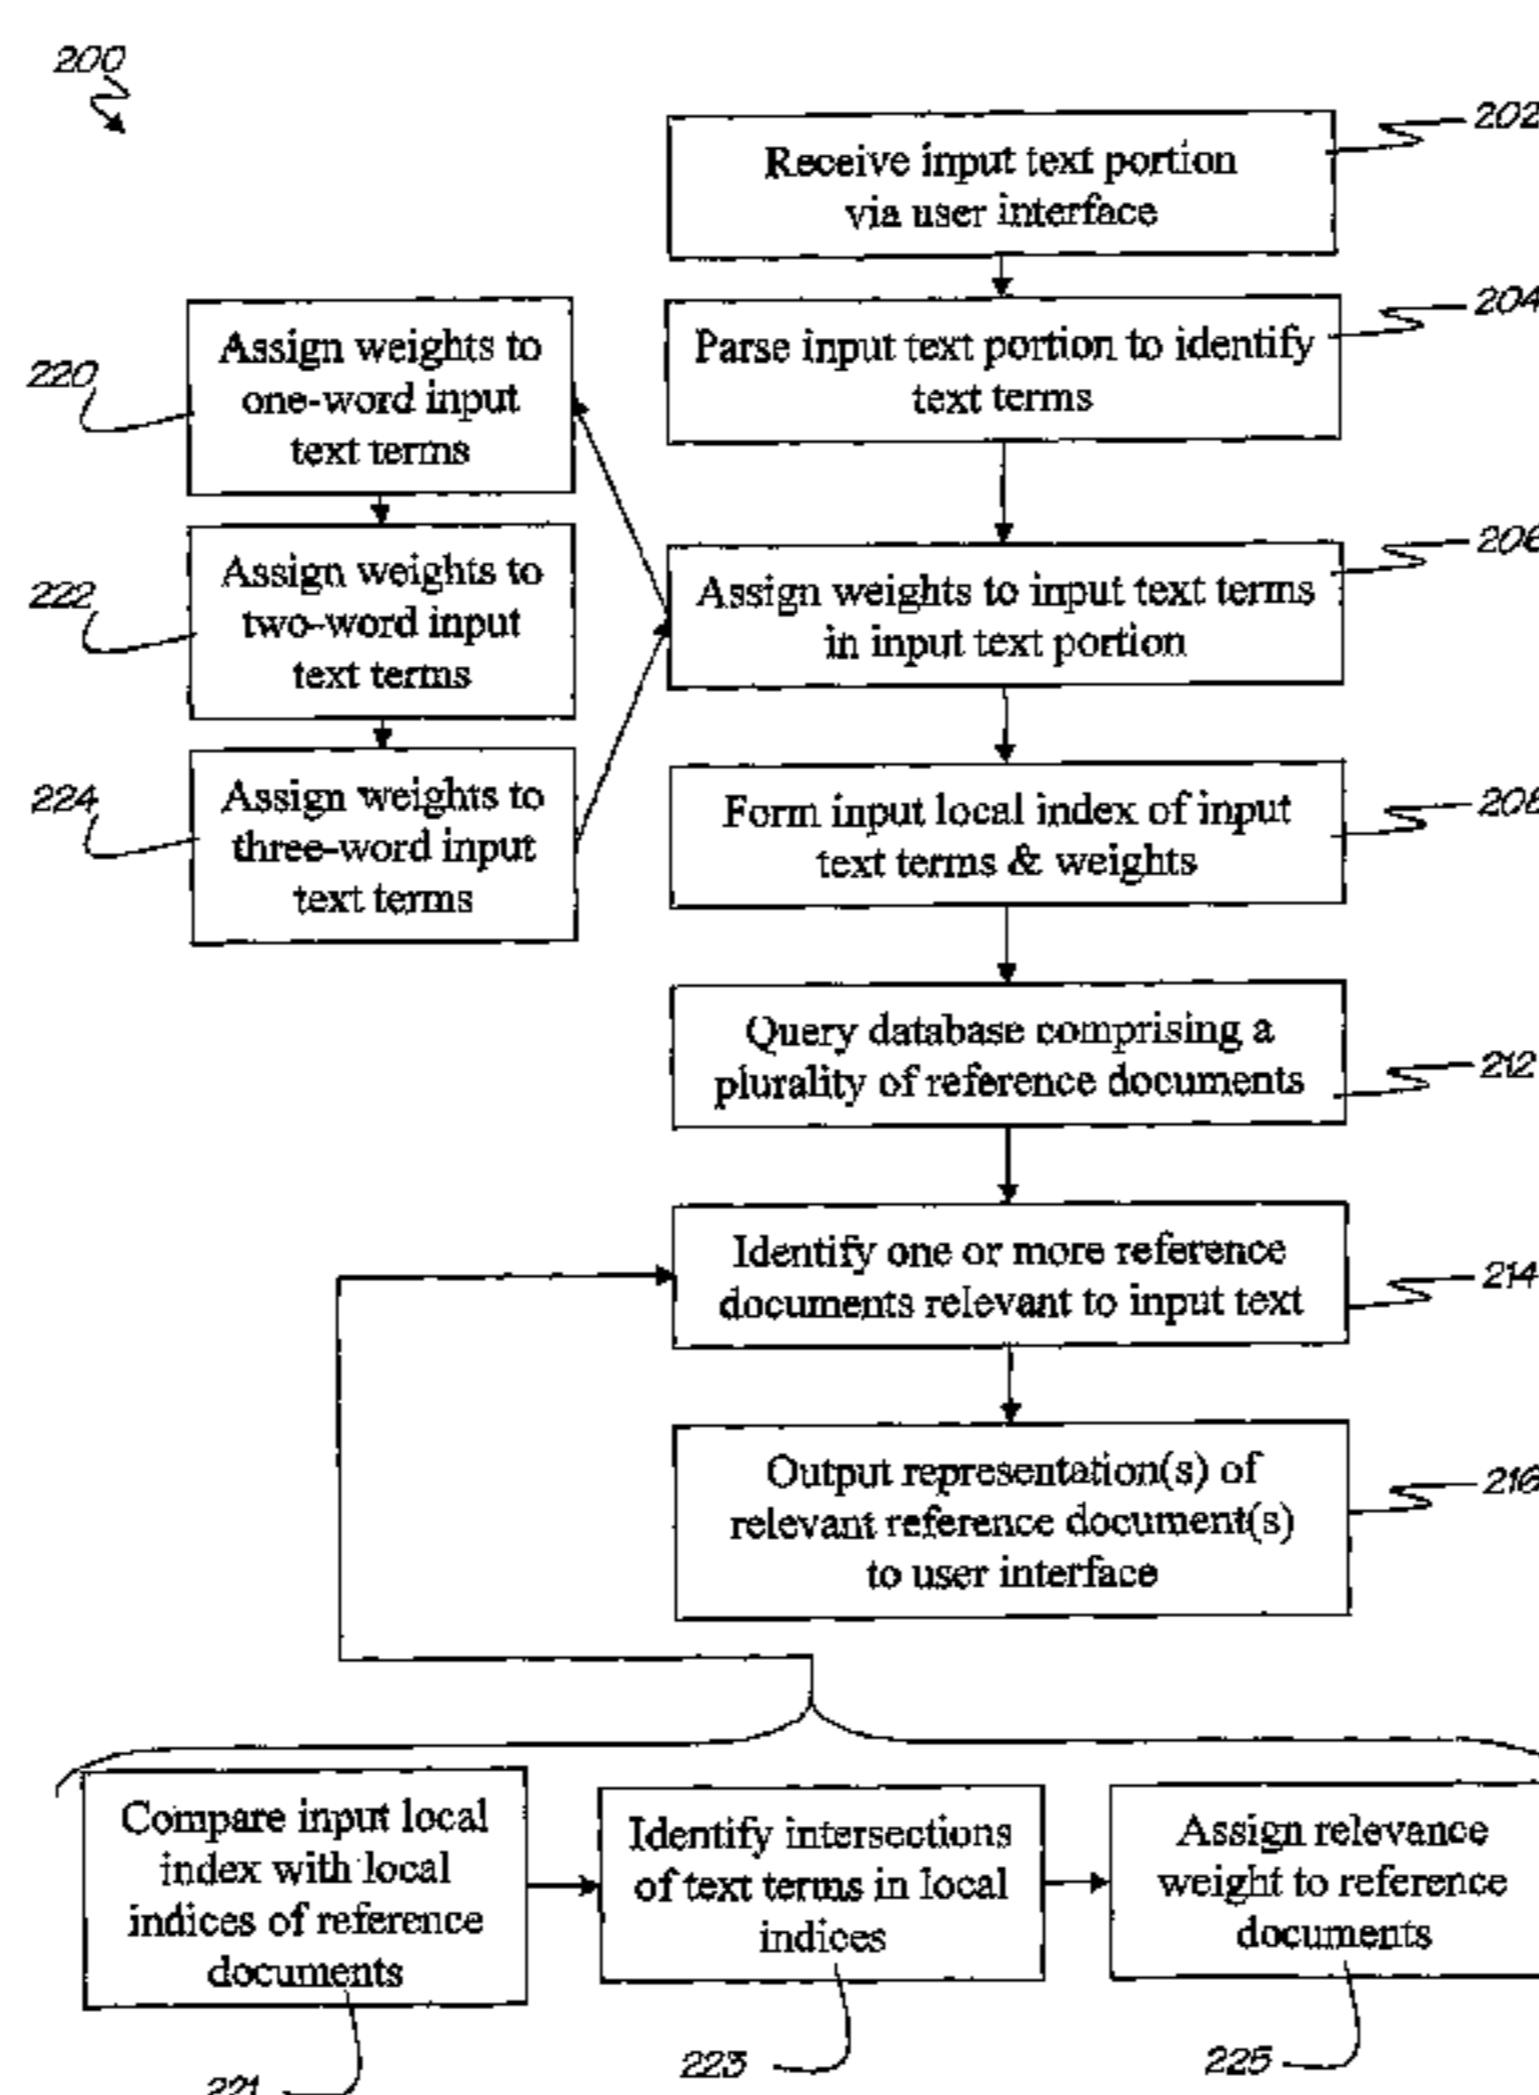 200
202
Receive input text portion
via user interface
204
Parse input text portion to identify
text terms
220
Assign weights to
one-word input
text terms
206
Assign weights to input text terms
in input text portion
222
Assign weights to
two-word input
text terms
224
Assign weights to
three-word input
text terms
208
Form input local index of input
text terms & weights
212
Query database comprising a
plurality of reference documents
214
Identify one or more reference
documents relevant to input text
216
Output representation(s) of
relevant reference document(s)
to user interface
Compare input local
index with local
indices of reference
documents
221
Identify intersections
of text terms in local
indices
223
Assign relevance
weight to reference
documents
225